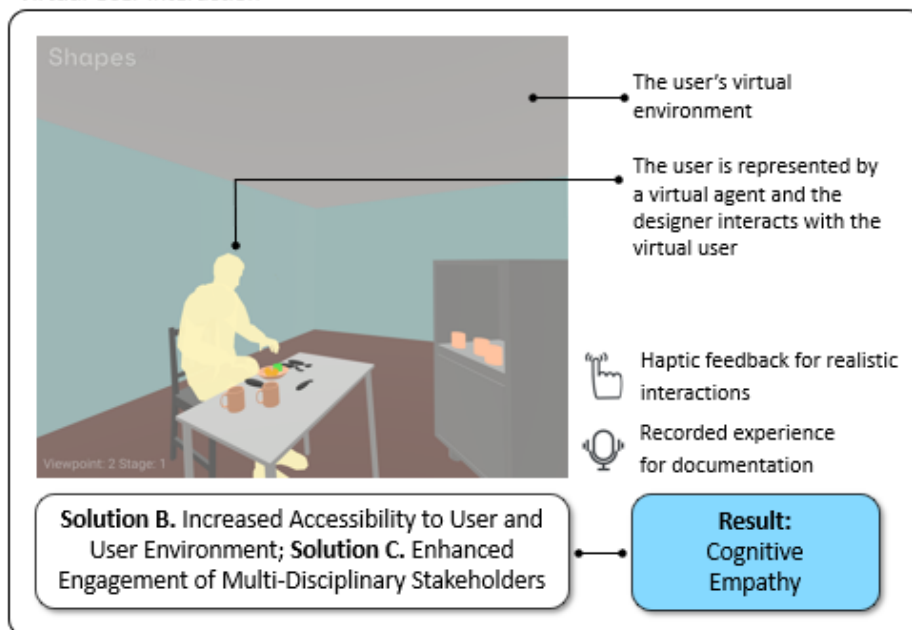 Shapes
The user's virtual
environment
The user is represented by
a virtual agent and the
designer interacts with the
virtual user
Haptic feedback for realistic
interactions
Recorded experience
for documentation
Viewpoint: 2 Stage: 1
Solution B. Increased Accessibility to User and
User Environment; Solution C. Enhanced
Engagement of Multi-Disciplinary Stakeholders
Result:
Cognitive
Empathy